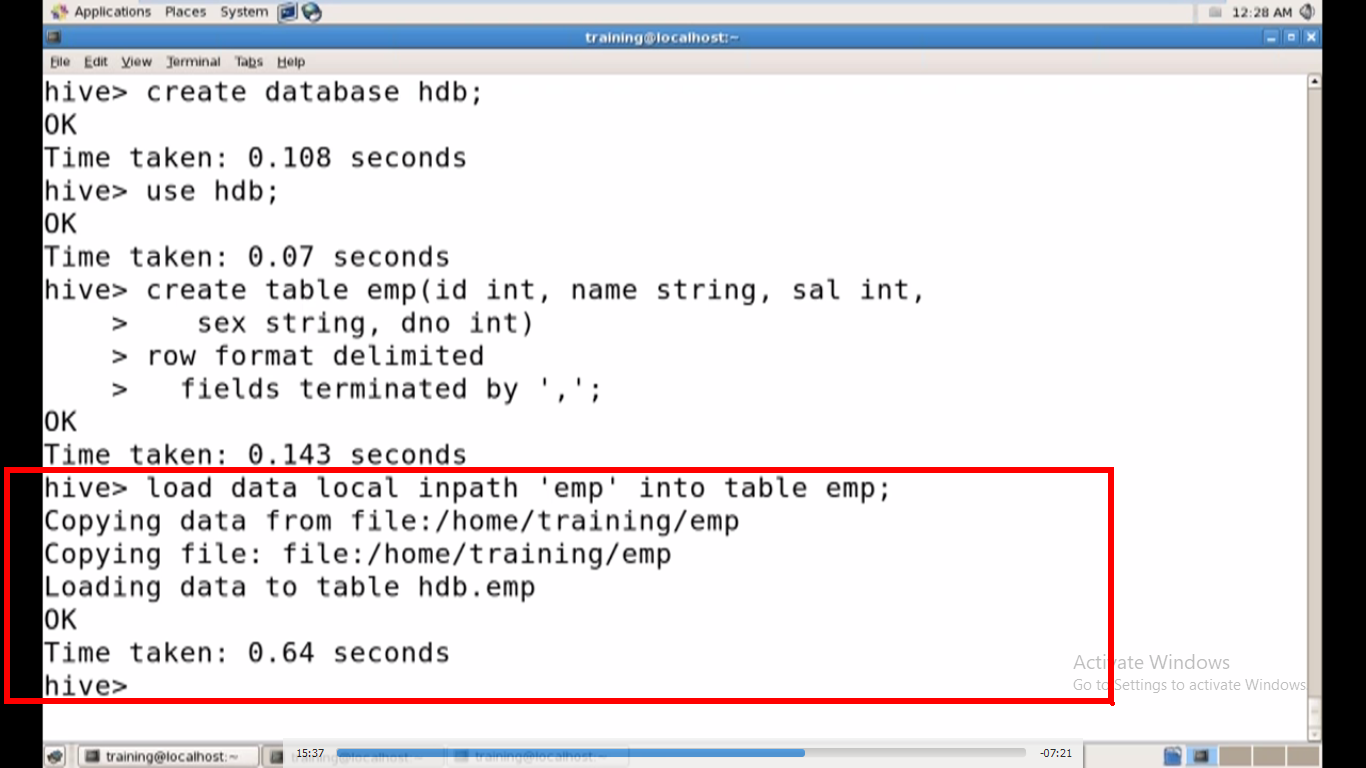 Applications Places System 12:28 AM
training@localhost:~
File Edit View Terminal Tabs Help
hive> create database hdb;
OK
Time taken: 0.108 seconds
hive> use hdb;
OK
Time taken: 0.07 seconds
hive> create table emp(id int, name string, sal int,
    >    sex string, dno int)
    > row format delimited
    >   fields terminated by ',';
OK
Time taken: 0.143 seconds
hive> load data local inpath 'emp' into table emp;
Copying data from file:/home/training/emp
Copying file: file:/home/training/emp
Loading data to table hdb.emp
OK
Time taken: 0.64 seconds
hive>
Activate Windows
Go to Settings to activate Windows.
training@localhost:~ training@localhost:~ training@localhost:~
15:37 -07:21